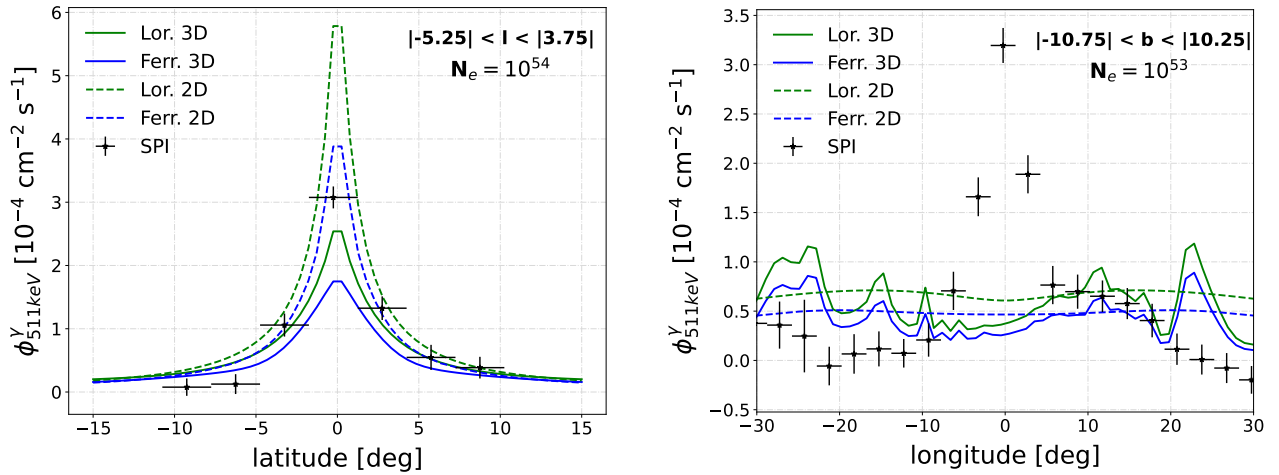 |-5.25| < l < |3.75|
N_e = 10^54
Lor. 3D
Ferr. 3D
Lor. 2D
Ferr. 2D
SPI
6
5
4
3
2
1
0
−15
−10
−5
0
5
10
15
latitude [deg]
ϕ^γ_511keV [10^−4 cm^−2 s^−1]
|-10.75| < b < |10.25|
N_e = 10^53
Lor. 3D
Ferr. 3D
Lor. 2D
Ferr. 2D
SPI
3.5
3.0
2.5
2.0
1.5
1.0
0.5
0.0
−0.5
−30
−20
−10
0
10
20
30
longitude [deg]
ϕ^γ_511keV [10^−4 cm^−2 s^−1]